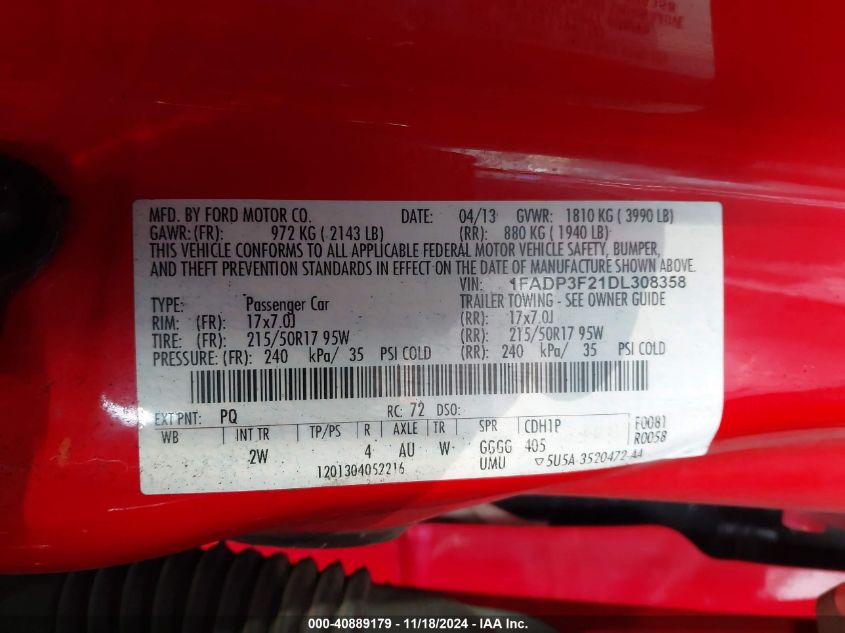 MFD. BY FORD MOTOR CO. DATE: 04/13 GVWR: 1810 KG ( 3990 LB)
GAWR: (FR): 972 KG ( 2143 LB) (RR): 880 KG ( 1940 LB)
THIS VEHICLE CONFORMS TO ALL APPLICABLE FEDERAL MOTOR VEHICLE SAFETY, BUMPER,
AND THEFT PREVENTION STANDARDS IN EFFECT ON THE DATE OF MANUFACTURE SHOWN ABOVE.
VIN: 1FADP3F21DL308358
TYPE: Passenger Car TRAILER TOWING - SEE OWNER GUIDE
RIM: (FR): 17x7.0J (RR): 17x7.0J
TIRE: (FR): 215/50R17 95W (RR): 215/50R17 95W
PRESSURE: (FR): 240 kPa/ 35 PSI COLD (RR): 240 kPa/ 35 PSI COLD
EXT PNT: PQ RC: 72 DSO: F0081
WB INT TR TP/PS R AXLE TR SPR CDH1P R0058
2W 4 AU W GGGG 405
1201304052216 UMU ▽5U5A-3520472-AA
000-40889179 - 11/18/2024 - IAA Inc.